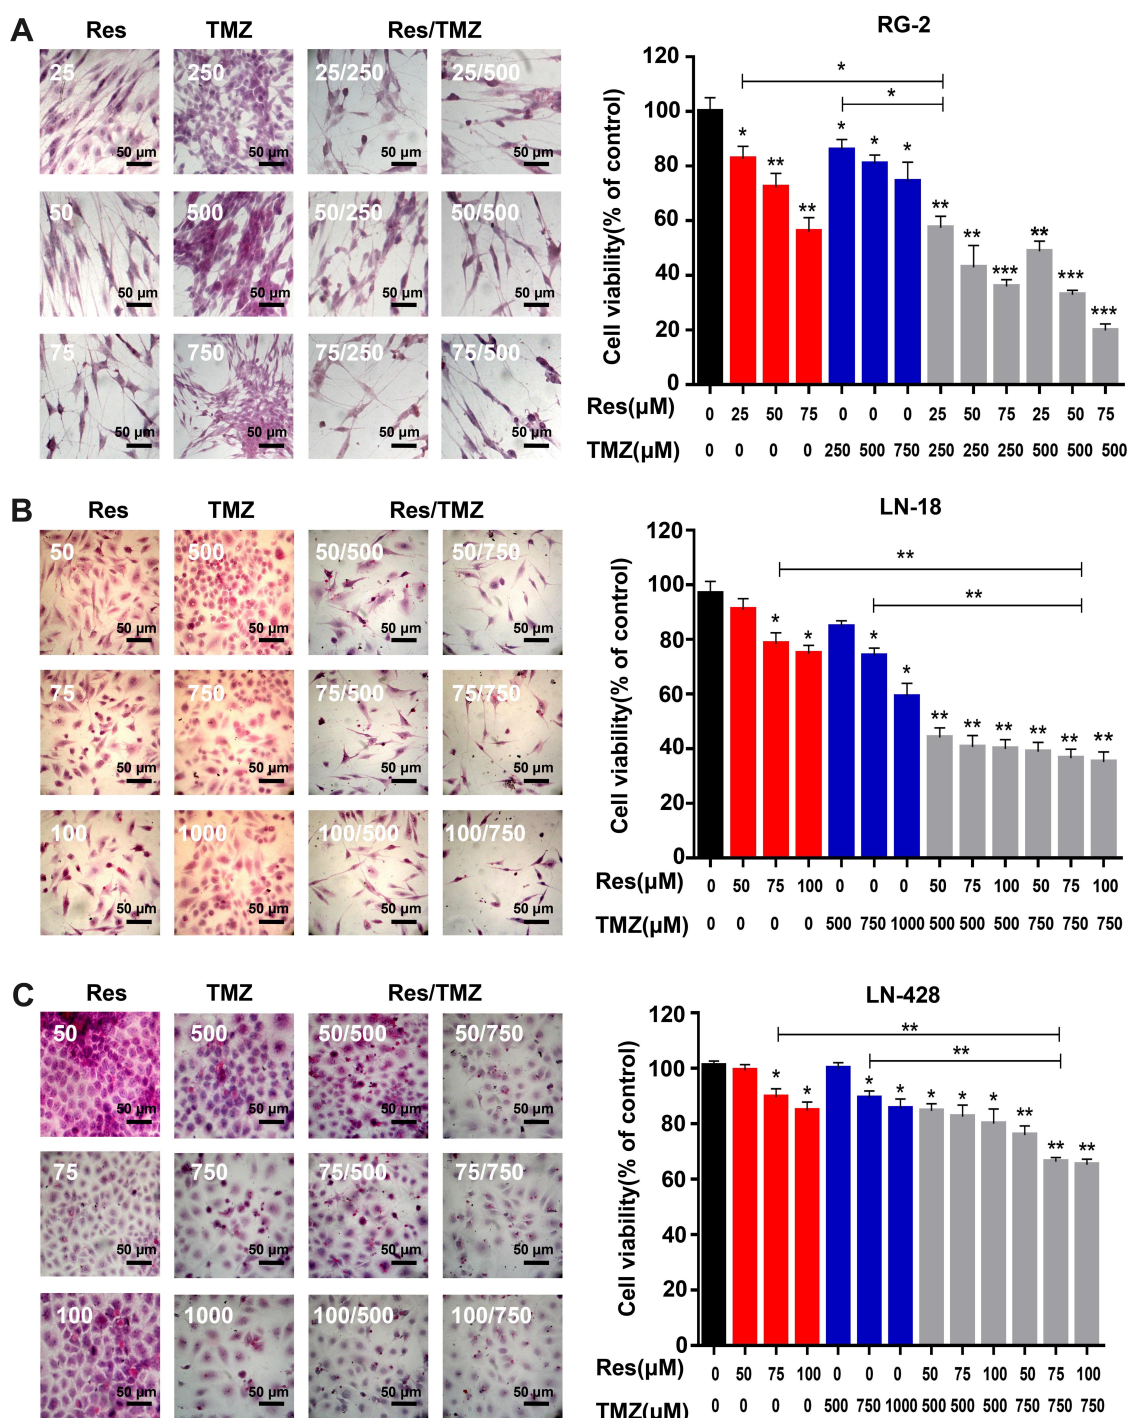 A
Res
TMZ
Res/TMZ
25
50 µm
250
50 µm
25/250
50 µm
25/500
50 µm
50
50 µm
500
50 µm
50/250
50 µm
50/500
50 µm
75
50 µm
750
50 µm
75/250
50 µm
75/500
50 µm
RG-2
Cell viability(% of control)
120
100
80
60
40
20
0
* ** ** * * * ** ** *** ** *** ***
*
*
Res(µM) 0 25 50 75 0 0 0 25 50 75 25 50 75
TMZ(µM) 0 0 0 0 250 500 750 250 250 250 500 500 500
B
Res
TMZ
Res/TMZ
50
50 µm
500
50 µm
50/500
50 µm
50/750
50 µm
75
50 µm
750
50 µm
75/500
50 µm
75/750
50 µm
100
50 µm
1000
50 µm
100/500
50 µm
100/750
50 µm
LN-18
Cell viability(% of control)
120
100
80
60
40
20
0
**
**
* * * * ** ** ** ** ** **
Res(µM) 0 50 75 100 0 0 0 50 75 100 50 75 100
TMZ(µM) 0 0 0 0 500 750 1000 500 500 500 750 750 750
C
Res
TMZ
Res/TMZ
50
50 µm
500
50 µm
50/500
50 µm
50/750
50 µm
75
50 µm
750
50 µm
75/500
50 µm
75/750
50 µm
100
50 µm
1000
50 µm
100/500
50 µm
100/750
50 µm
LN-428
Cell viability(% of control)
120
100
80
60
40
20
0
**
**
* * * * * * * ** ** **
Res(µM) 0 50 75 100 0 0 0 50 75 100 50 75 100
TMZ(µM) 0 0 0 0 500 750 1000 500 500 500 750 750 750